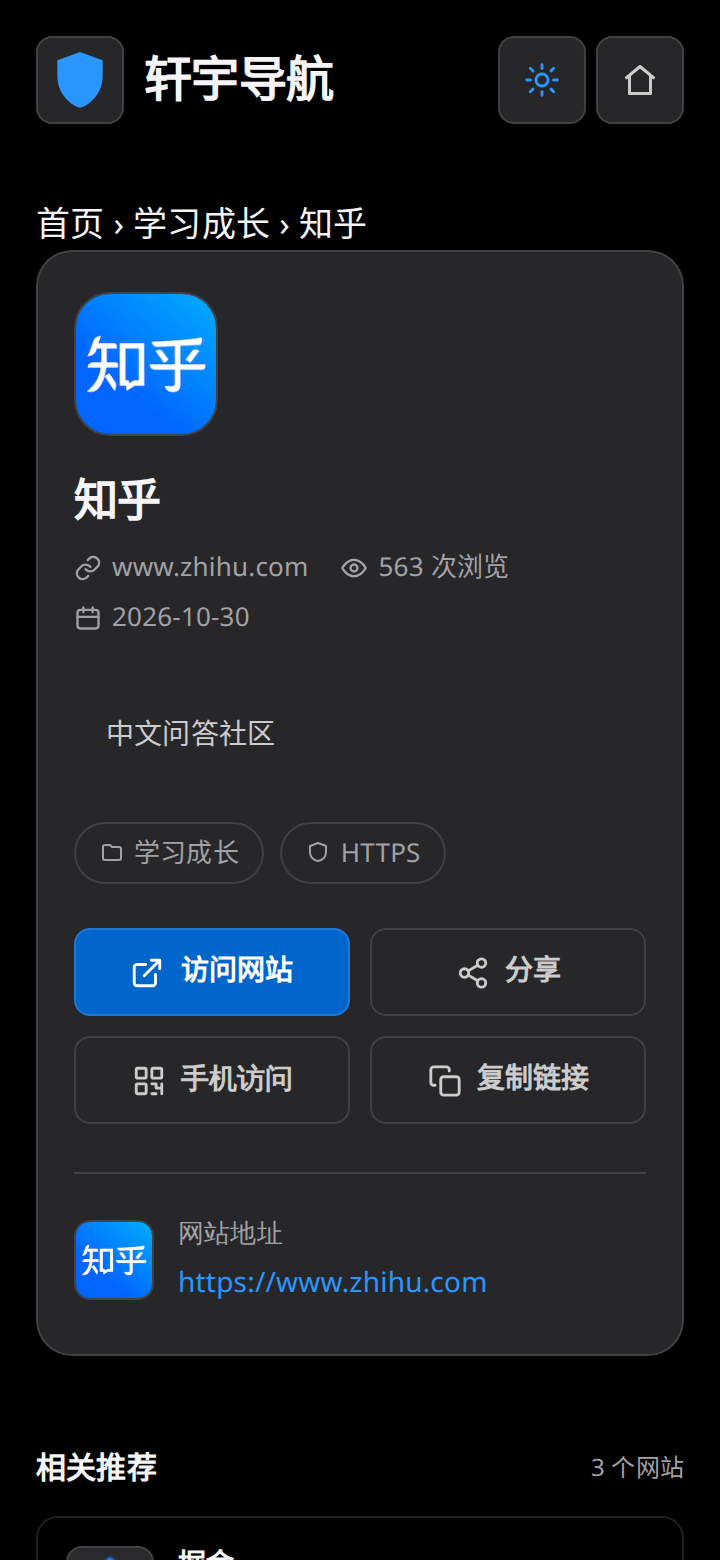 轩宇导航
首页 › 学习成长 › 知乎
知乎
知乎
www.zhihu.com 563 次浏览
2026-10-30
中文问答社区
学习成长 HTTPS
访问网站 分享
手机访问 复制链接
网站地址
知乎
https://www.zhihu.com
相关推荐 3 个网站